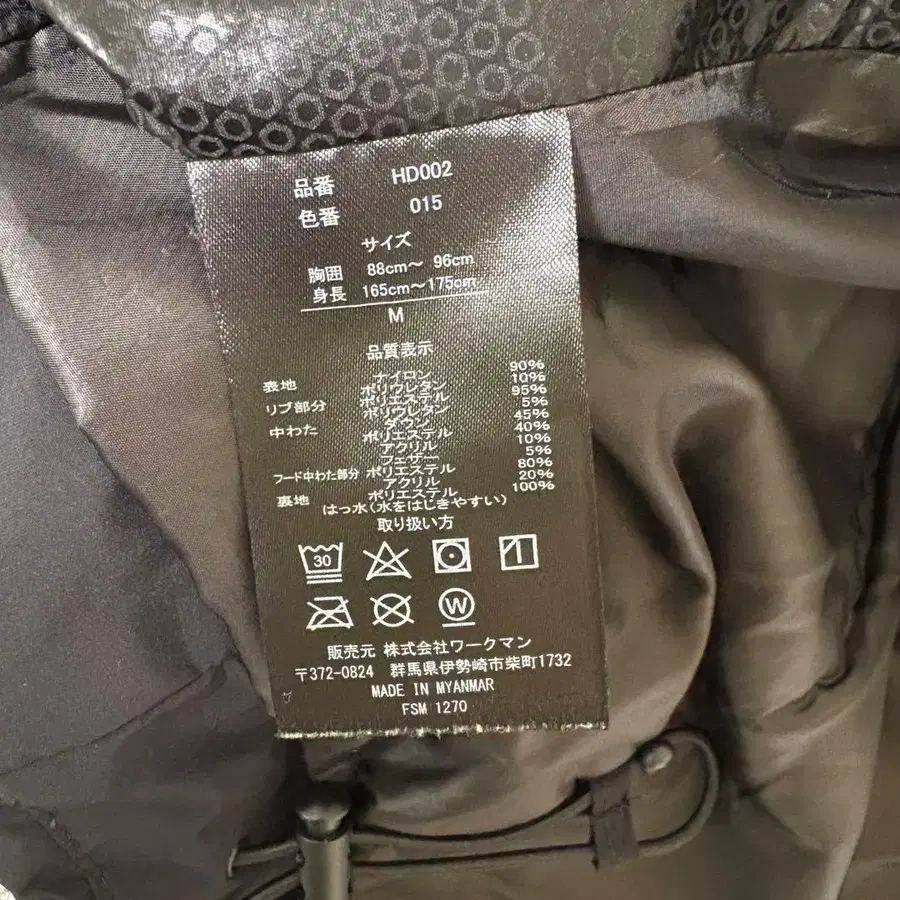 品番 HD002
色番 015
サイズ
胸囲 88cm～ 96cm
身長 165cm～175cm
M
品質表示
表地 ナイロン 90%
ポリウレタン 10%
リブ部分 ポリエステル 95%
ポリウレタン 5%
中わた ダウン 45%
ポリエステル 40%
アクリル 10%
フェザー 5%
フード中わた部分 ポリエステル 80%
アクリル 20%
裏地 ポリエステル 100%
はっ水(水をはじきやすい)
取り扱い方
30
W
販売元 株式会社ワークマン
〒372-0824 群馬県伊勢崎市柴町1732
MADE IN MYANMAR
FSM 1270